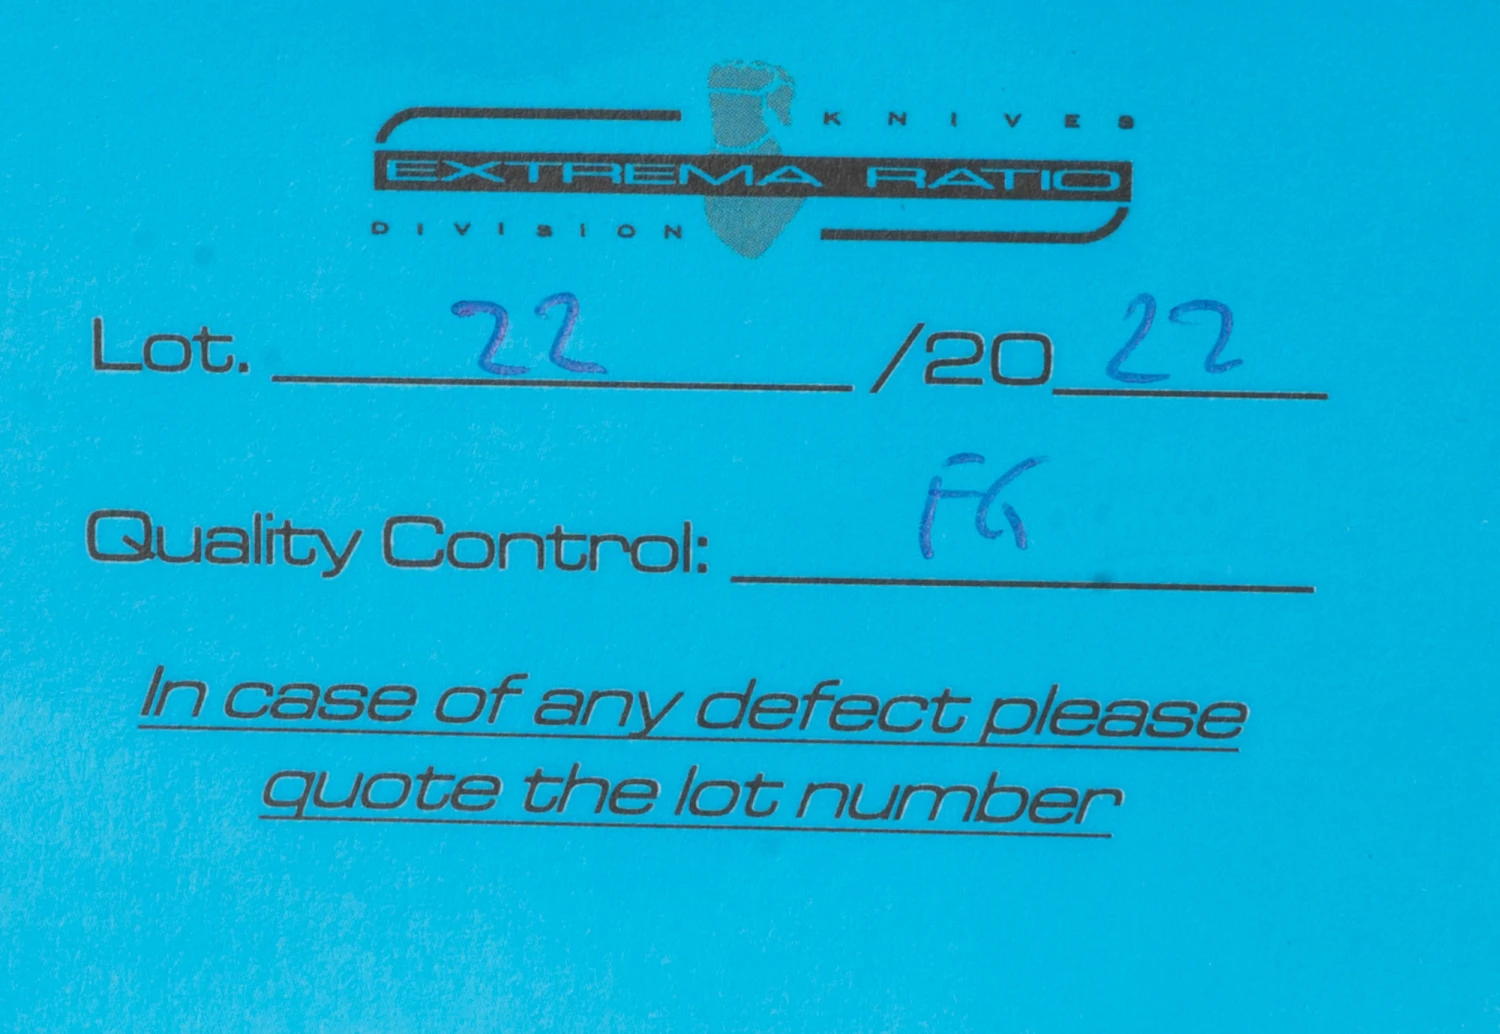 KNIVES
EXTREMA RATIO
DIVISION
Lot. 22 /20 22
Quality Control: FG
In case of any defect please
quote the lot number